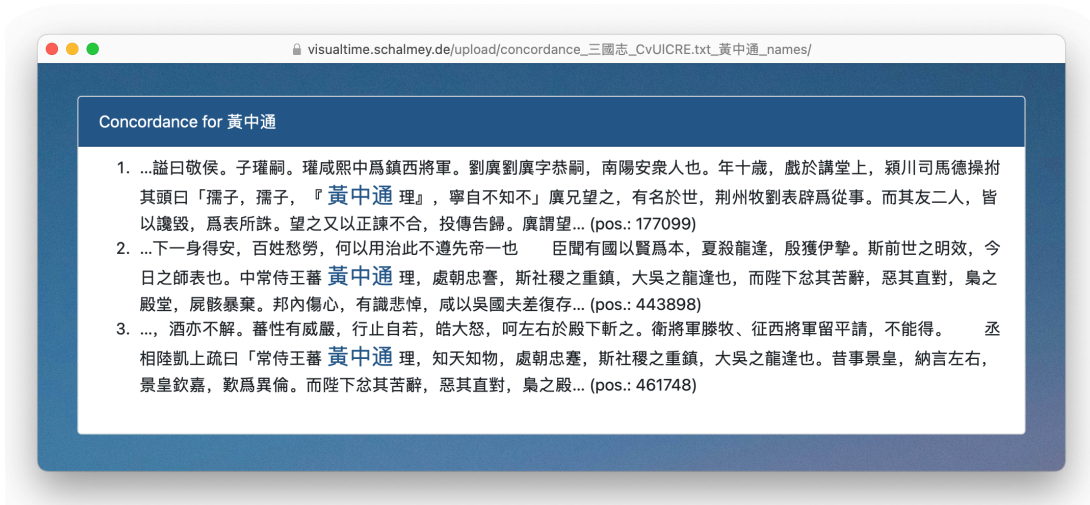 visualtime.schalmey.de/upload/concordance_三國志_CvUlCRE.txt_黃中通_names/
Concordance for 黃中通
1. ...謚曰敬侯。子瓘嗣。瓘咸熙中爲鎮西將軍。劉廙劉廙字恭嗣，南陽安衆人也。年十歲，戲於講堂上，潁川司馬德操拊
其頭曰「孺子，孺子，『 黃中通 理』，寧自不知不」廙兄望之，有名於世，荆州牧劉表辟爲從事。而其友二人，皆
以讒毀，爲表所誅。望之又以正諫不合，投傳告歸。廙謂望... (pos.: 177099)
2. ...下一身得安，百姓愁勞，何以用治此不遵先帝一也　　臣聞有國以賢爲本，夏殺龍逢，殷獲伊摯。斯前世之明效，今
日之師表也。中常侍王蕃 黃中通 理，處朝忠謇，斯社稷之重鎮，大吳之龍逢也，而陛下忿其苦辭，惡其直對，梟之
殿堂，屍骸暴棄。邦內傷心，有識悲悼，咸以吳國夫差復存... (pos.: 443898)
3. ...，酒亦不解。蕃性有威嚴，行止自若，皓大怒，呵左右於殿下斬之。衛將軍滕牧、征西將軍留平請，不能得。　　丞
相陸凱上疏曰「常侍王蕃 黃中通 理，知天知物，處朝忠蹇，斯社稷之重鎮，大吳之龍逢也。昔事景皇，納言左右，
景皇欽嘉，歎爲異倫。而陛下忿其苦辭，惡其直對，梟之殿... (pos.: 461748)